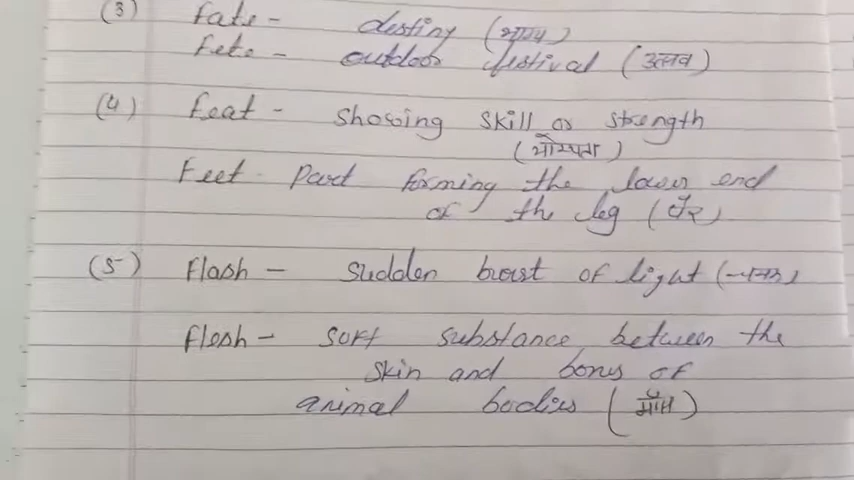 (3) Fate - destiny (भाग्य)
Fete - outdoor festival (उत्सव)
(4) Feat - Showing skill or strength
(योग्यता)
Feet - part forming the lower end
of the leg (पैर)
(5) Flash - sudden burst of light (चमक)
Flesh - soft substance between the
skin and bones of
animal bodies (माँस)